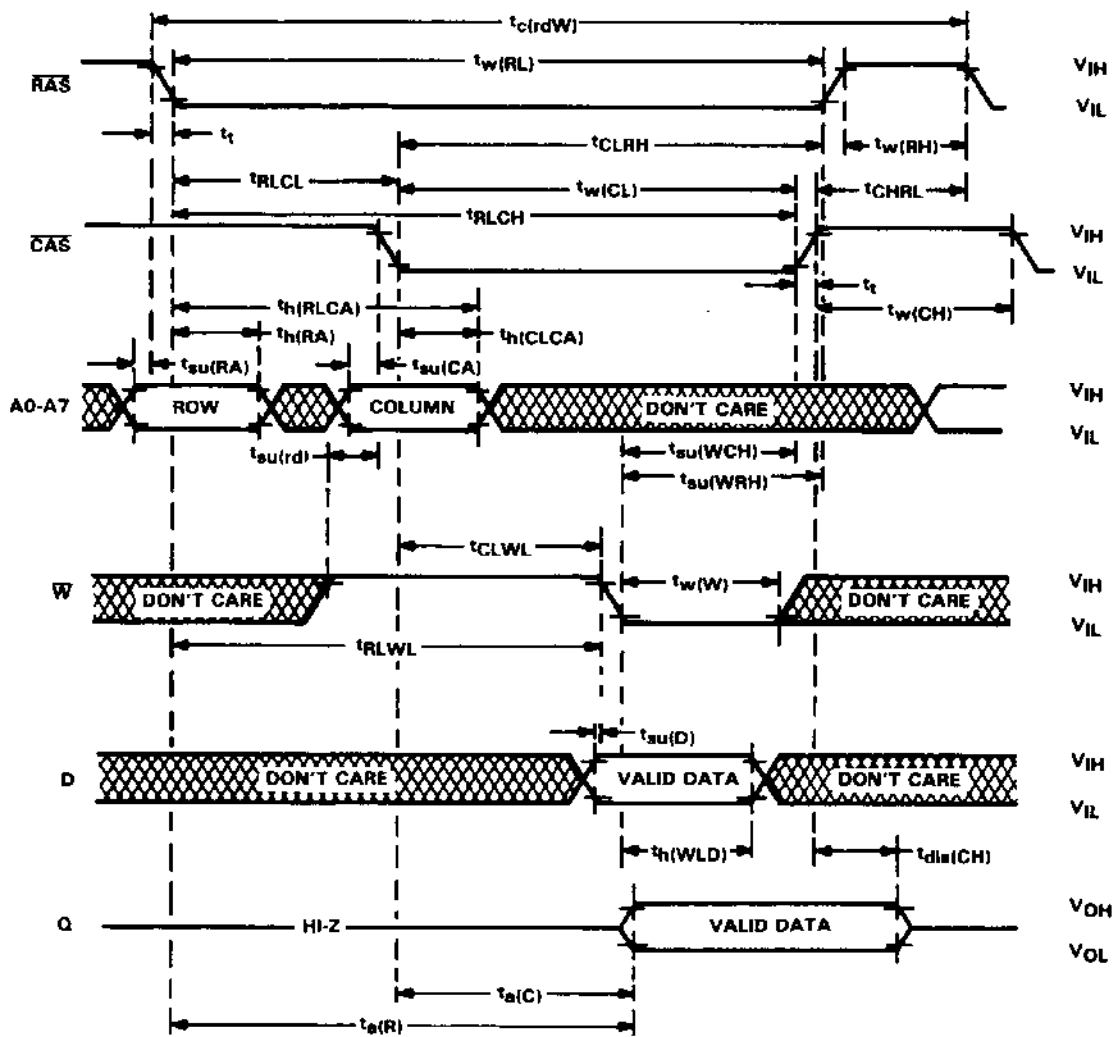 tc(rdW)
tw(RL)
RAS
VIH
VIL
tt
tCLRH
tw(RH)
tRLCL
tw(CL)
tCHRL
tRLCH
CAS
VIH
VIL
th(RLCA)
tt
tw(CH)
th(RA)
th(CLCA)
tsu(RA)
tsu(CA)
A0-A7
ROW
COLUMN
DON'T CARE
VIH
VIL
tsu(rd)
tsu(WCH)
tsu(WRH)
tCLWL
W
DON'T CARE
tw(W)
DON'T CARE
VIH
VIL
tRLWL
tsu(D)
D
DON'T CARE
VALID DATA
DON'T CARE
VIH
VIL
th(WLD)
tdis(CH)
Q
HI-Z
VALID DATA
VOH
VOL
ta(C)
ta(R)